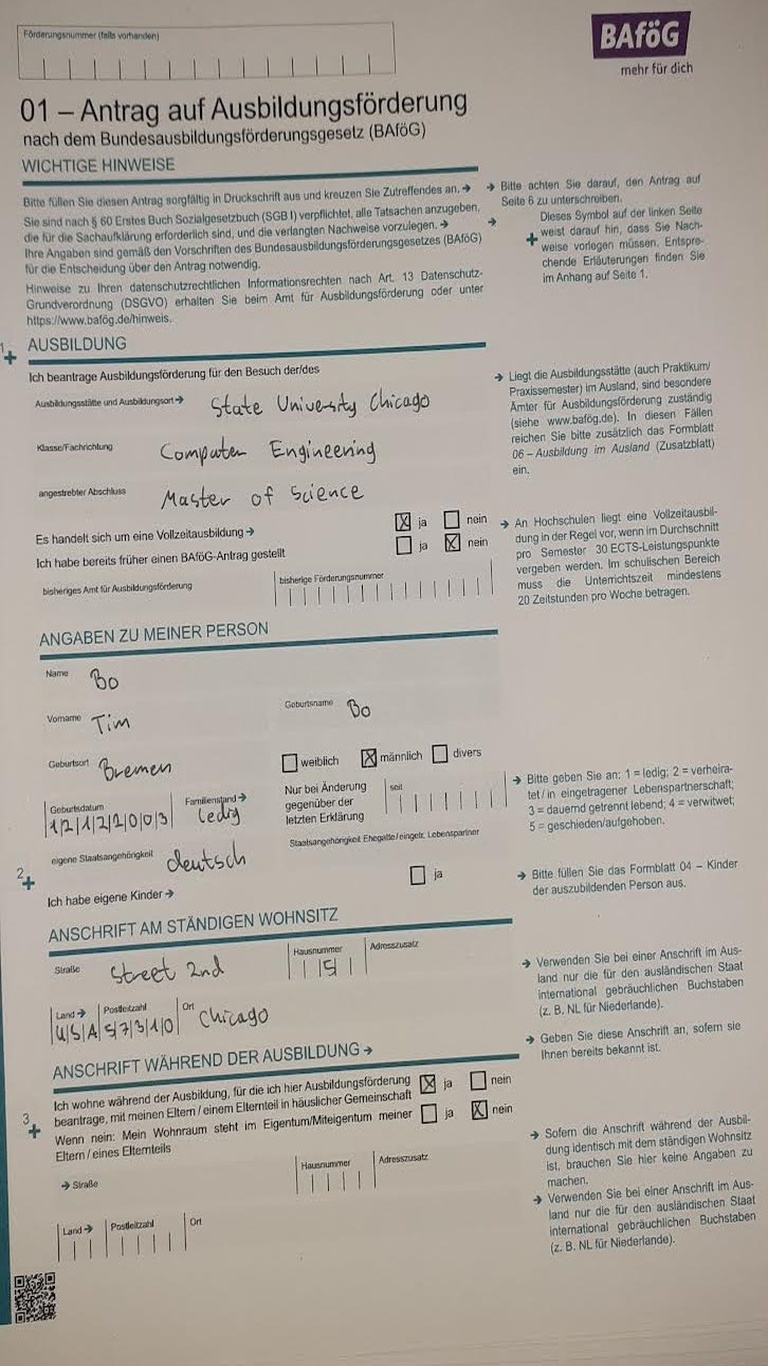 Förderungsnummer (falls vorhanden)
BAföG
mehr für dich
01 – Antrag auf Ausbildungsförderung
nach dem Bundesausbildungsförderungsgesetz (BAföG)
WICHTIGE HINWEISE
Bitte füllen Sie diesen Antrag sorgfältig in Druckschrift aus und kreuzen Sie Zutreffendes an. →
Sie sind nach § 60 Erstes Buch Sozialgesetzbuch (SGB I) verpflichtet, alle Tatsachen anzugeben,
die für die Sachaufklärung erforderlich sind, und die verlangten Nachweise vorzulegen. →
Ihre Angaben sind gemäß den Vorschriften des Bundesausbildungsförderungsgesetzes (BAföG)
für die Entscheidung über den Antrag notwendig.
Hinweise zu Ihren datenschutzrechtlichen Informationsrechten nach Art. 13 Datenschutz-
Grundverordnung (DSGVO) erhalten Sie beim Amt für Ausbildungsförderung oder unter
https://www.bafög.de/hinweis.
→ Bitte achten Sie darauf, den Antrag auf
Seite 6 zu unterschreiben.
→ Dieses Symbol auf der linken Seite
+ weist darauf hin, dass Sie Nach-
weise vorlegen müssen. Entspre-
chende Erläuterungen finden Sie
im Anhang auf Seite 1.
1 +
AUSBILDUNG
Ich beantrage Ausbildungsförderung für den Besuch der/des
Ausbildungsstätte und Ausbildungsort → State University Chicago
Klasse/Fachrichtung Computer Engineering
angestrebter Abschluss Master of Science
Es handelt sich um eine Vollzeitausbildung → X ja nein
Ich habe bereits früher einen BAföG-Antrag gestellt ja X nein
bisheriges Amt für Ausbildungsförderung bisherige Förderungsnummer
→ Liegt die Ausbildungsstätte (auch Praktikum/
Praxissemester) im Ausland, sind besondere
Ämter für Ausbildungsförderung zuständig
(siehe www.bafög.de). In diesen Fällen
reichen Sie bitte zusätzlich das Formblatt
06 – Ausbildung im Ausland (Zusatzblatt)
ein.
→ An Hochschulen liegt eine Vollzeitausbil-
dung in der Regel vor, wenn im Durchschnitt
pro Semester 30 ECTS-Leistungspunkte
vergeben werden. Im schulischen Bereich
muss die Unterrichtszeit mindestens
20 Zeitstunden pro Woche betragen.
ANGABEN ZU MEINER PERSON
Name Bo
Vorname Tim Geburtsname Bo
Geburtsort Bremen weiblich X männlich divers
Geburtsdatum 12122003 Familienstand → ledig
Nur bei Änderung
gegenüber der
letzten Erklärung
seit
eigene Staatsangehörigkeit deutsch Staatsangehörigkeit Ehegatte/eingetr. Lebenspartner
2 +
Ich habe eigene Kinder → ja
→ Bitte geben Sie an: 1 = ledig; 2 = verheira-
tet/in eingetragener Lebenspartnerschaft;
3 = dauernd getrennt lebend; 4 = verwitwet;
5 = geschieden/aufgehoben.
→ Bitte füllen Sie das Formblatt 04 – Kinder
der auszubildenden Person aus.
ANSCHRIFT AM STÄNDIGEN WOHNSITZ
Straße Street 2nd Hausnummer 5 Adresszusatz
Land → USA Postleitzahl 57310 Ort Chicago
→ Verwenden Sie bei einer Anschrift im Aus-
land nur die für den ausländischen Staat
international gebräuchlichen Buchstaben
(z. B. NL für Niederlande).
ANSCHRIFT WÄHREND DER AUSBILDUNG →
→ Geben Sie diese Anschrift an, sofern sie
Ihnen bereits bekannt ist.
Ich wohne während der Ausbildung, für die ich hier Ausbildungsförderung
beantrage, mit meinen Eltern / einem Elternteil in häuslicher Gemeinschaft X ja nein
3 +
Wenn nein: Mein Wohnraum steht im Eigentum/Miteigentum meiner
Eltern / eines Elternteils ja X nein
→ Straße Hausnummer Adresszusatz
Land → Postleitzahl Ort
→ Sofern die Anschrift während der Ausbil-
dung identisch mit dem ständigen Wohnsitz
ist, brauchen Sie hier keine Angaben zu
machen.
→ Verwenden Sie bei einer Anschrift im Aus-
land nur die für den ausländischen Staat
international gebräuchlichen Buchstaben
(z. B. NL für Niederlande).